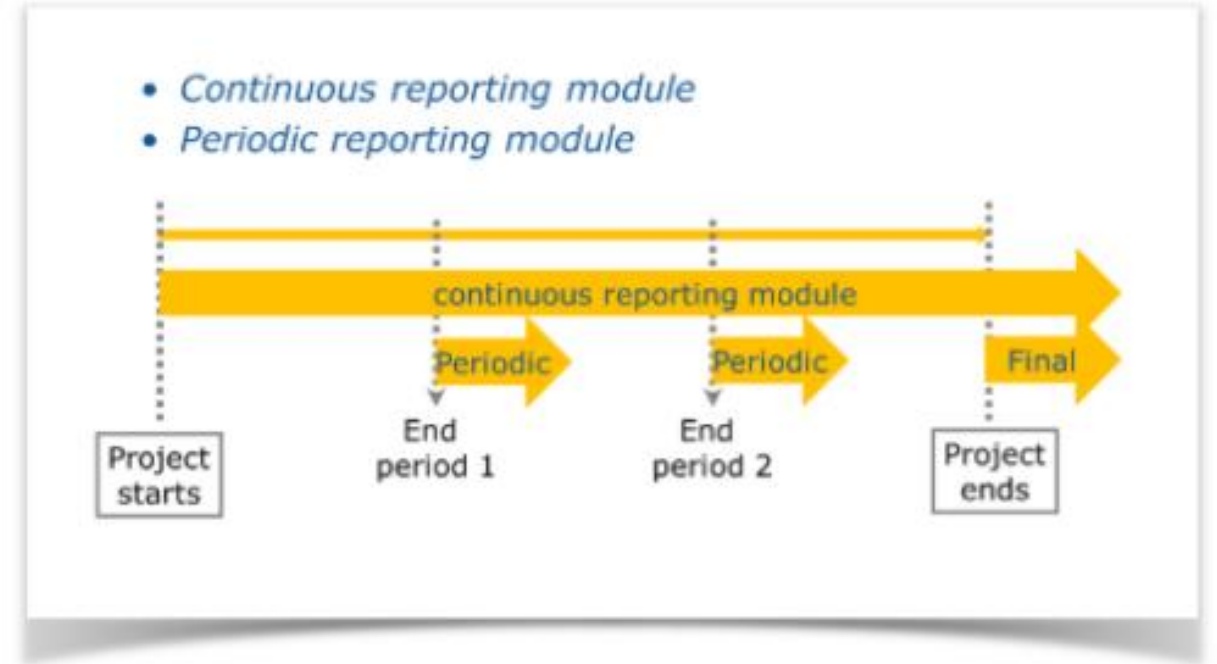 • Continuous reporting module
• Periodic reporting module
continuous reporting module
Periodic
Periodic
Final
End
period 1
End
period 2
Project
starts
Project
ends